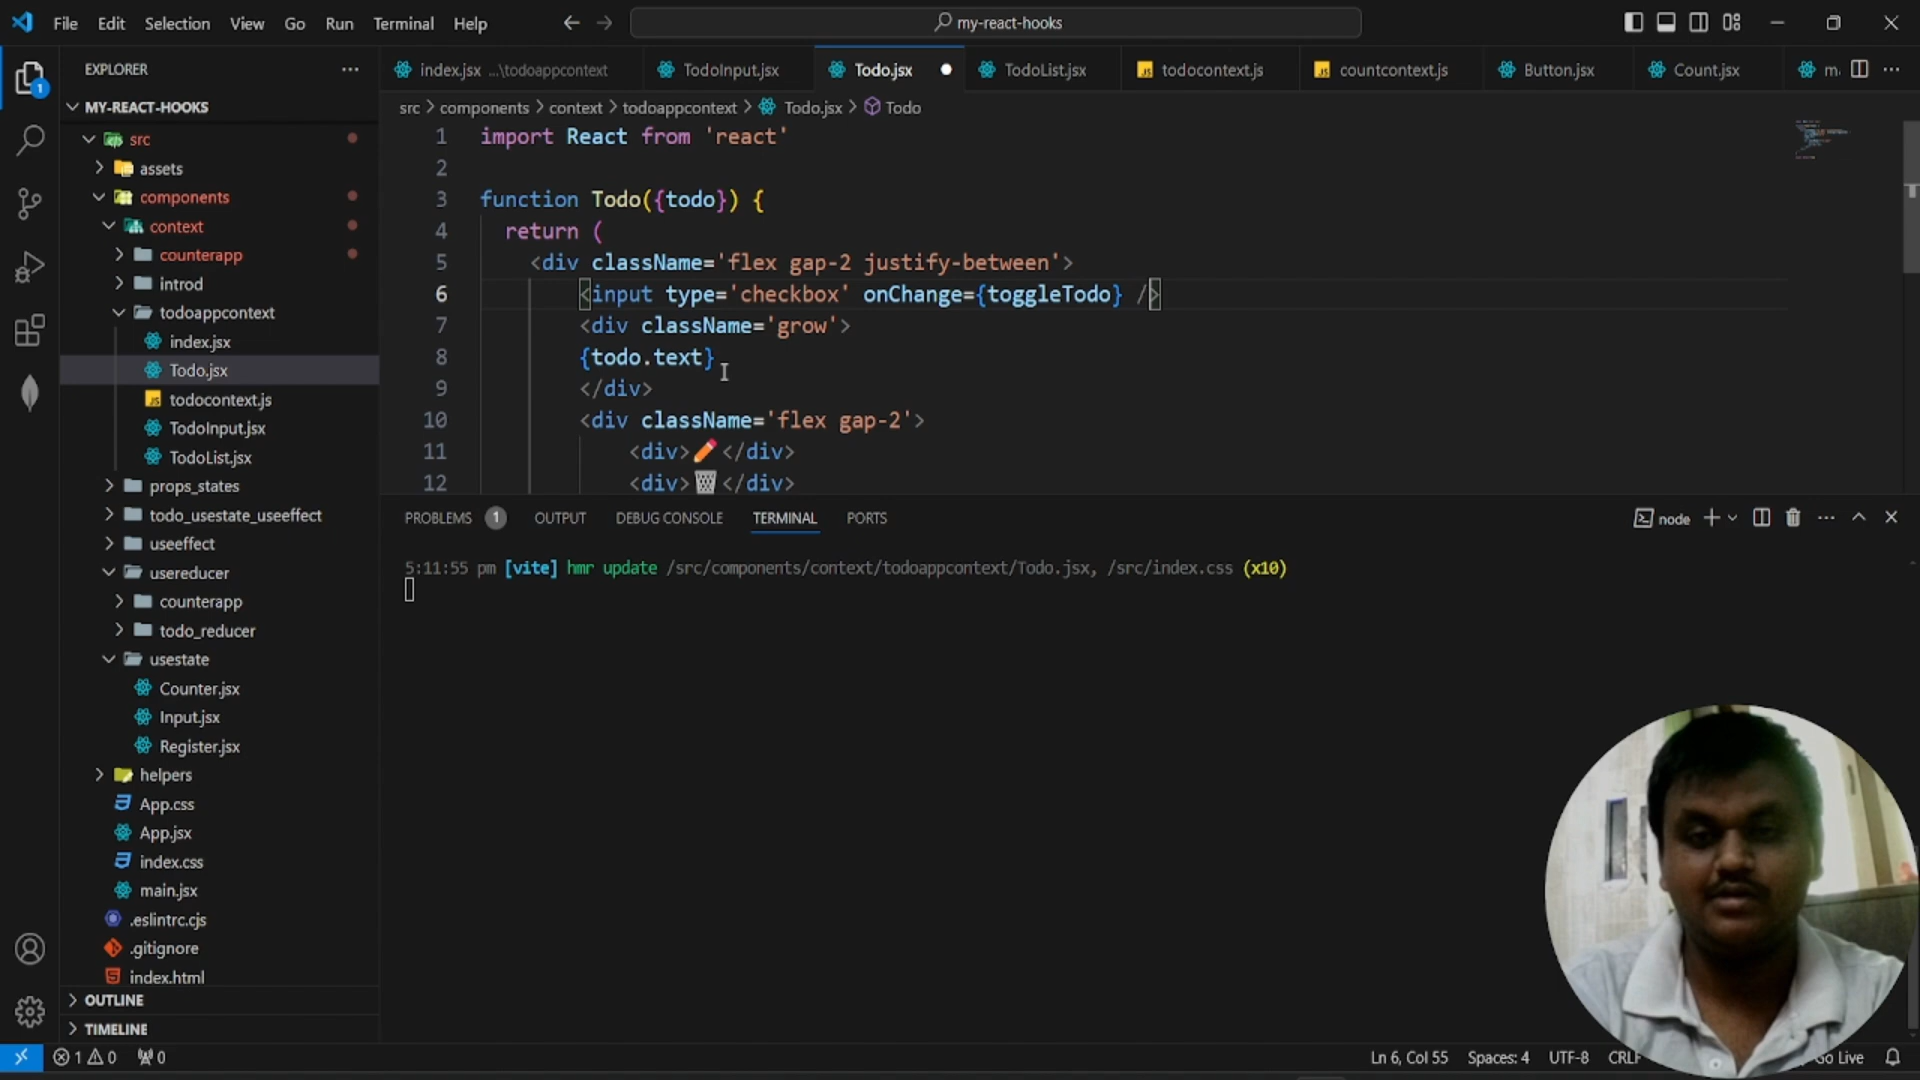 File Edit Selection View Go Run Terminal Help
my-react-hooks
EXPLORER
index.jsx ...\todoappcontext
TodoInput.jsx
Todo.jsx
TodoList.jsx
todocontext.js
countcontext.js
Button.jsx
Count.jsx
src > components > context > todoappcontext > Todo.jsx > Todo
MY-REACT-HOOKS
src
assets
components
context
counterapp
introd
todoappcontext
index.jsx
Todo.jsx
todocontext.js
TodoInput.jsx
TodoList.jsx
props_states
todo_usestate_useeffect
useeffect
usereducer
counterapp
todo_reducer
usestate
Counter.jsx
Input.jsx
Register.jsx
helpers
App.css
App.jsx
index.css
main.jsx
.eslintrc.cjs
.gitignore
index.html
OUTLINE
TIMELINE
1 import React from 'react'
2
3 function Todo({todo}) {
4 return (
5 <div className='flex gap-2 justify-between'>
6 <input type='checkbox' onChange={toggleTodo} />
7 <div className='grow'>
8 {todo.text}
9 </div>
10 <div className='flex gap-2'>
11 <div>✏️</div>
12 <div>🗑️</div>
PROBLEMS 1 OUTPUT DEBUG CONSOLE TERMINAL PORTS
node
5:11:55 pm [vite] hmr update /src/components/context/todoappcontext/Todo.jsx, /src/index.css (x10)
1 0 0
Ln 6, Col 55 Spaces: 4 UTF-8 CRLF Go Live